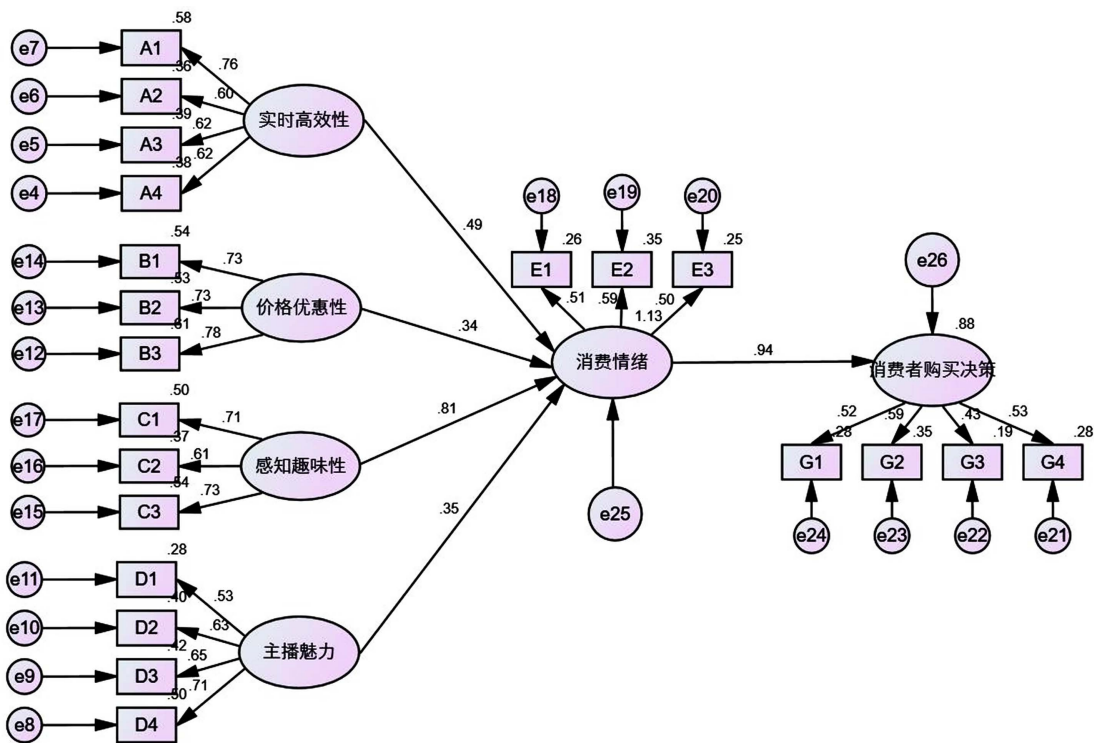 .58
e7 A1
.76
.36
e6 A2
.60
实时高效性
.39
e5 A3
.62
.62
.38
e4 A4
.49
e18 e19 e20
.54
.26 .35 .25
e14 B1
.73
E1 E2 E3
e26
.53
e13 B2
.73
价格优惠性
.51 .59 .50
1.13
.61
e12 B3
.78
.34
.88
消费情绪
.94
消费者购买决策
.50
e17 C1
.71
.81
.52 .59 .43 .53
.37
.28 .35 .19 .28
e16 C2
.61
感知趣味性
G1 G2 G3 G4
.54
e15 C3
.73
.35
e25
e24 e23 e22 e21
.28
e11 D1
.53
.40
e10 D2
.63
主播魅力
.42
e9 D3
.65
.71
.50
e8 D4